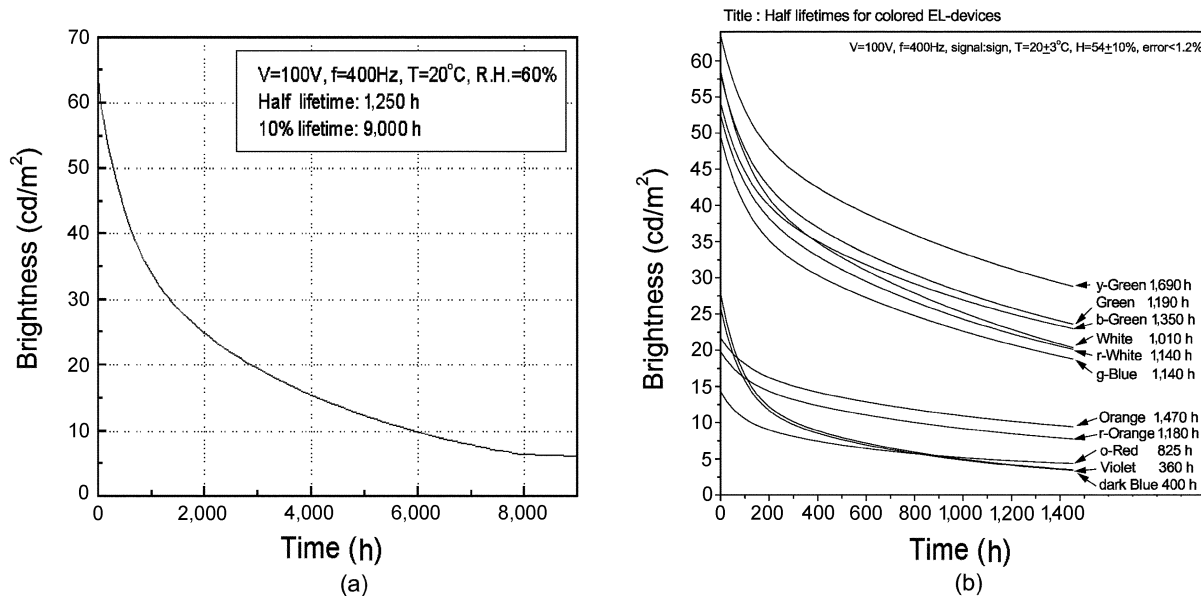 70
60
50
40
30
20
10
0
Brightness (cd/m²)
V=100V, f=400Hz, T=20°C, R.H.=60%
Half lifetime: 1,250 h
10% lifetime: 9,000 h
0 2,000 4,000 6,000 8,000
Time (h)
(a)
Title : Half lifetimes for colored EL-devices
V=100V, f=400Hz, signal:sign, T=20±3°C, H=54±10%, error<1.2%
60
55
50
45
40
35
30
25
20
15
10
5
0
Brightness (cd/m²)
y-Green 1,690 h
Green 1,190 h
b-Green 1,350 h
White 1,010 h
r-White 1,140 h
g-Blue 1,140 h
Orange 1,470 h
r-Orange 1,180 h
o-Red 825 h
Violet 360 h
dark Blue 400 h
0 200 400 600 800 1,000 1,200 1,400
Time (h)
(b)